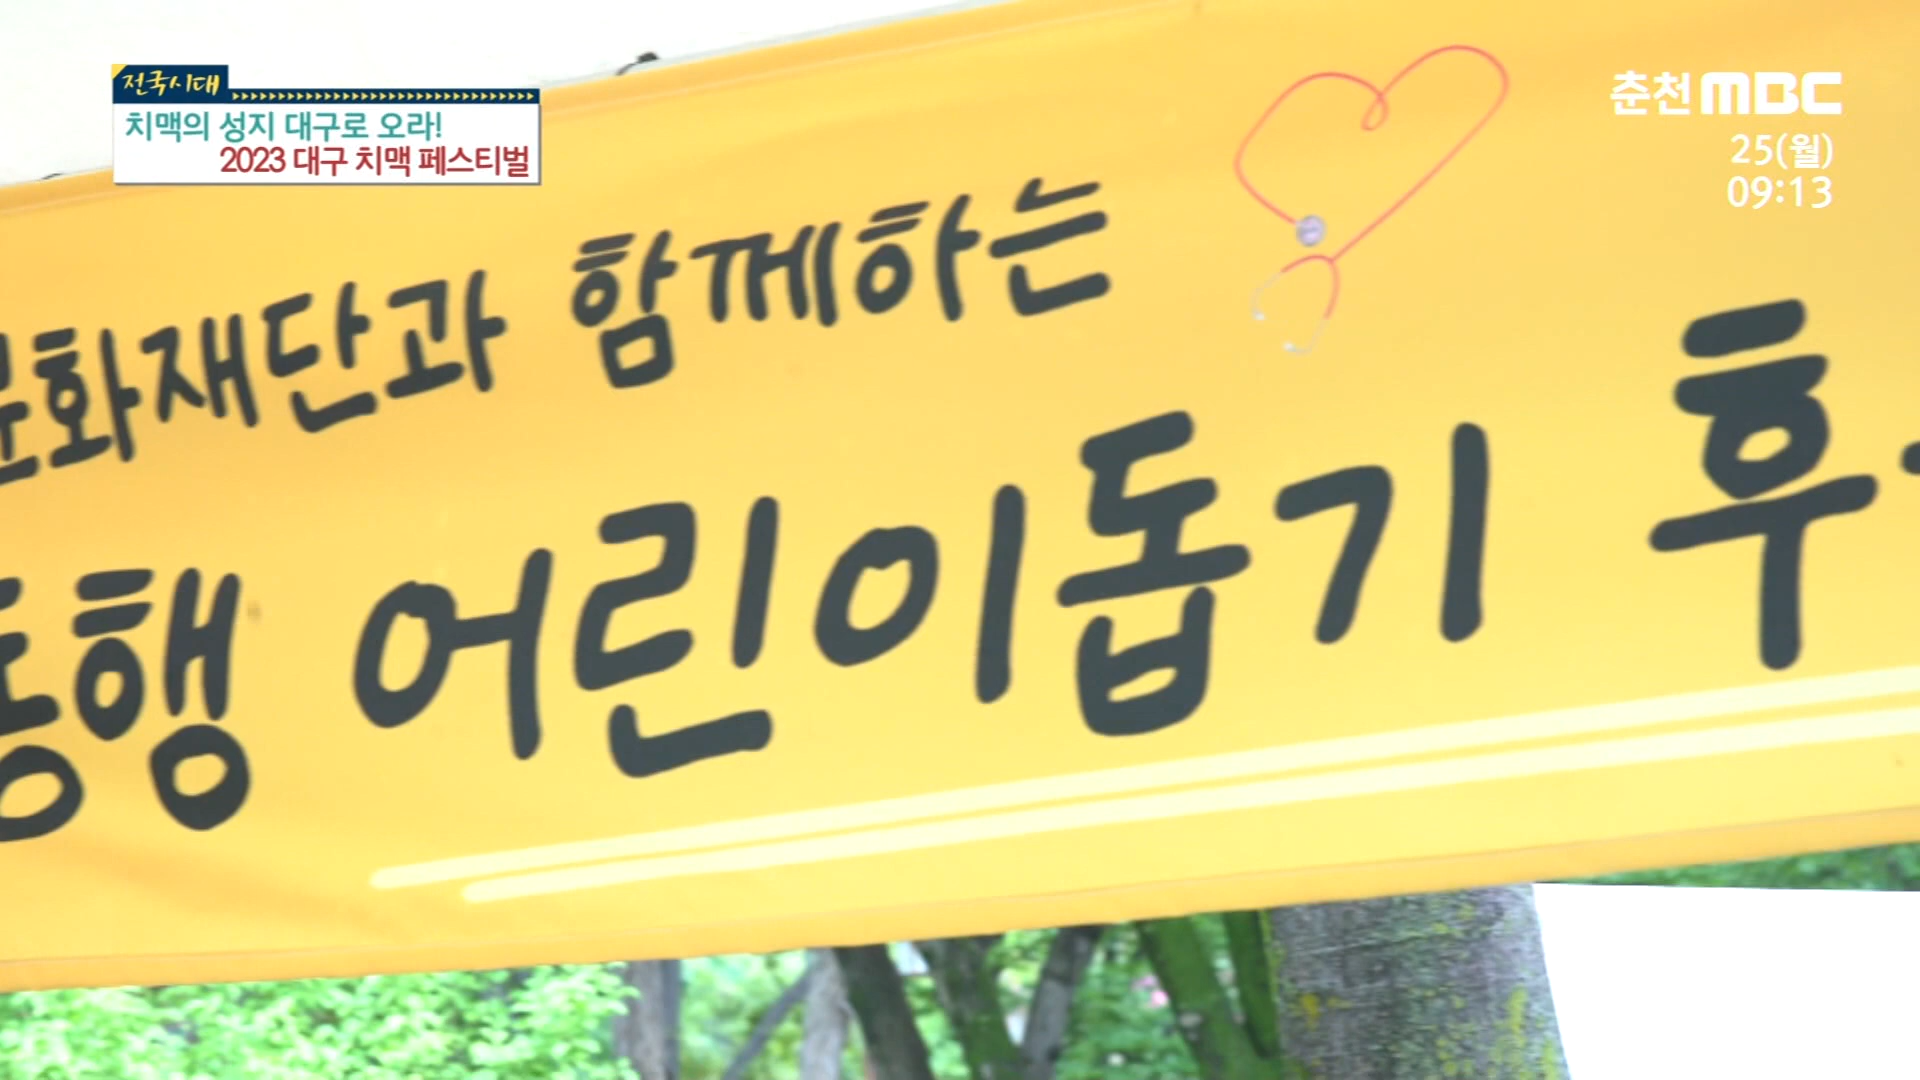 전국시대
치맥의 성지 대구로 오라!
2023 대구 치맥 페스티벌
춘천MBC
25(월)
09:13
문화재단과 함께하는
동행 어린이돕기 후